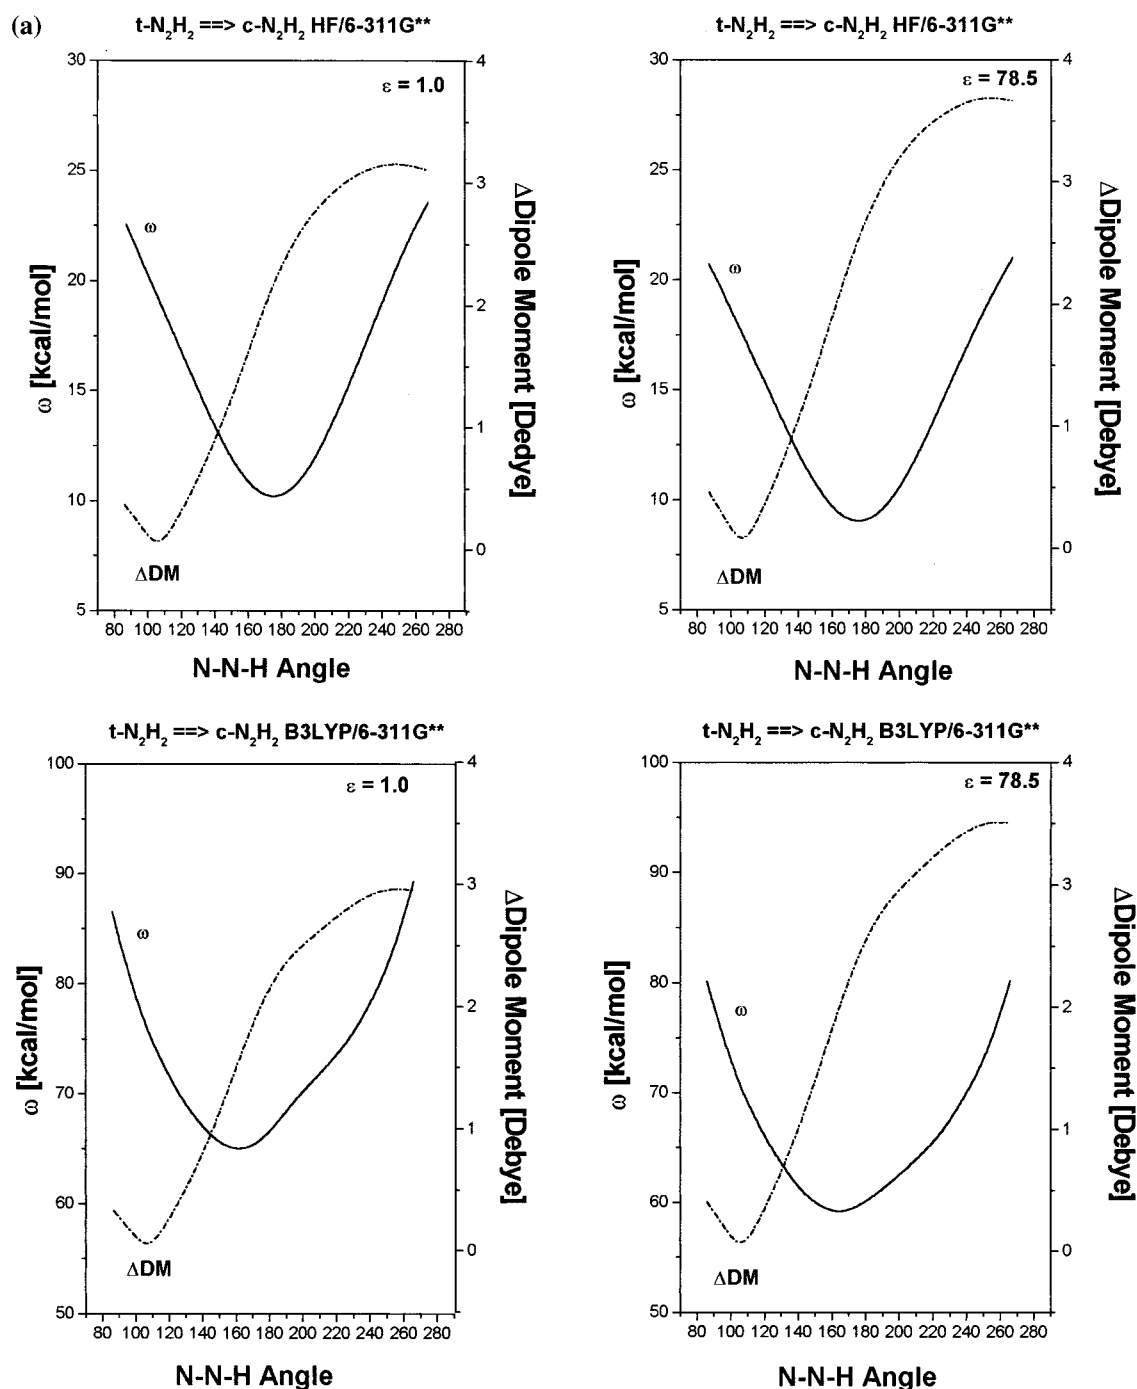 (a)
t-N₂H₂ ==> c-N₂H₂ HF/6-311G**
ε = 1.0
30
25
20
15
10
5
4
3
2
1
0
ω
ΔDM
ω [kcal/mol]
ΔDipole Moment [Dedye]
80 100 120 140 160 180 200 220 240 260 280
N-N-H Angle
t-N₂H₂ ==> c-N₂H₂ HF/6-311G**
ε = 78.5
30
25
20
15
10
5
4
3
2
1
0
ω
ΔDM
ω [kcal/mol]
ΔDipole Moment [Debye]
80 100 120 140 160 180 200 220 240 260 280
N-N-H Angle
t-N₂H₂ ==> c-N₂H₂ B3LYP/6-311G**
ε = 1.0
100
90
80
70
60
50
4
3
2
1
0
ω
ΔDM
ω [kcal/mol]
ΔDipole Moment [Debye]
80 100 120 140 160 180 200 220 240 260 280
N-N-H Angle
t-N₂H₂ ==> c-N₂H₂ B3LYP/6-311G**
ε = 78.5
100
90
80
70
60
50
4
3
2
1
0
ω
ΔDM
ω [kcal/mol]
ΔDipole Moment [Debye]
80 100 120 140 160 180 200 220 240 260 280
N-N-H Angle